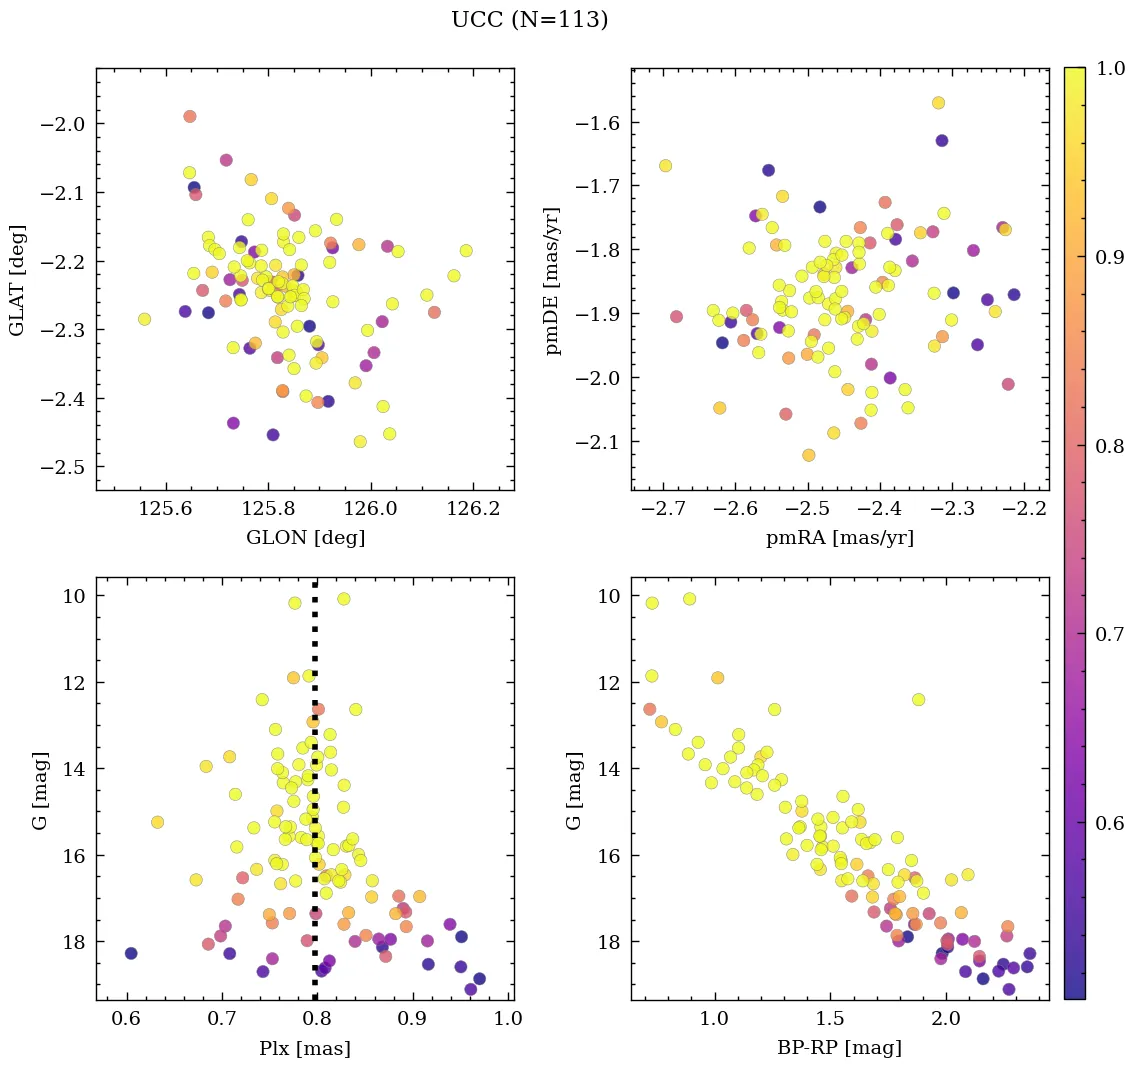 UCC (N=113)
−2.0
−2.1
−2.2
−2.3
−2.4
−2.5
GLAT [deg]
125.6 125.8 126.0 126.2
GLON [deg]
−1.6
−1.7
−1.8
−1.9
−2.0
−2.1
pmDE [mas/yr]
−2.7 −2.6 −2.5 −2.4 −2.3 −2.2
pmRA [mas/yr]
10
12
14
16
18
G [mag]
0.6 0.7 0.8 0.9 1.0
Plx [mas]
10
12
14
16
18
G [mag]
1.0 1.5 2.0
BP-RP [mag]
1.0
0.9
0.8
0.7
0.6